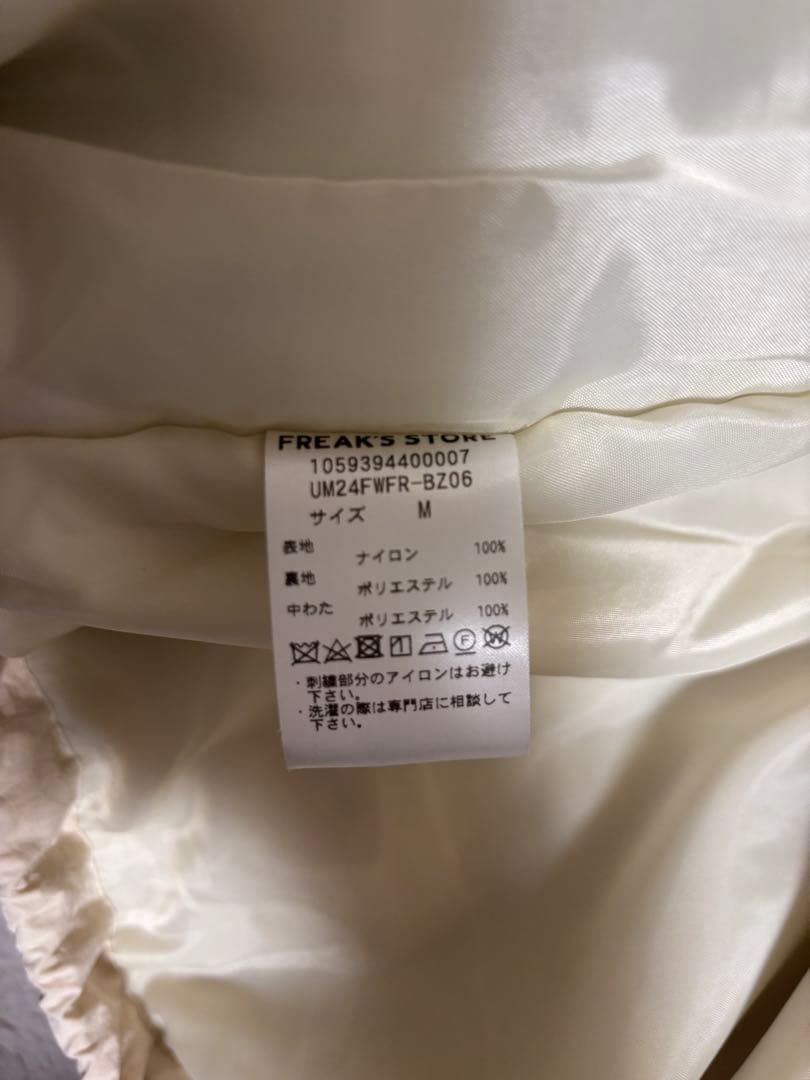 FREAK'S STORE
1059394400007
UM24FWFR-BZ06
サイズ M
表地 ナイロン 100%
裏地 ポリエステル 100%
中わた ポリエステル 100%
・刺繍部分のアイロンはお避け
下さい。
・洗濯の際は専門店に相談して
下さい。